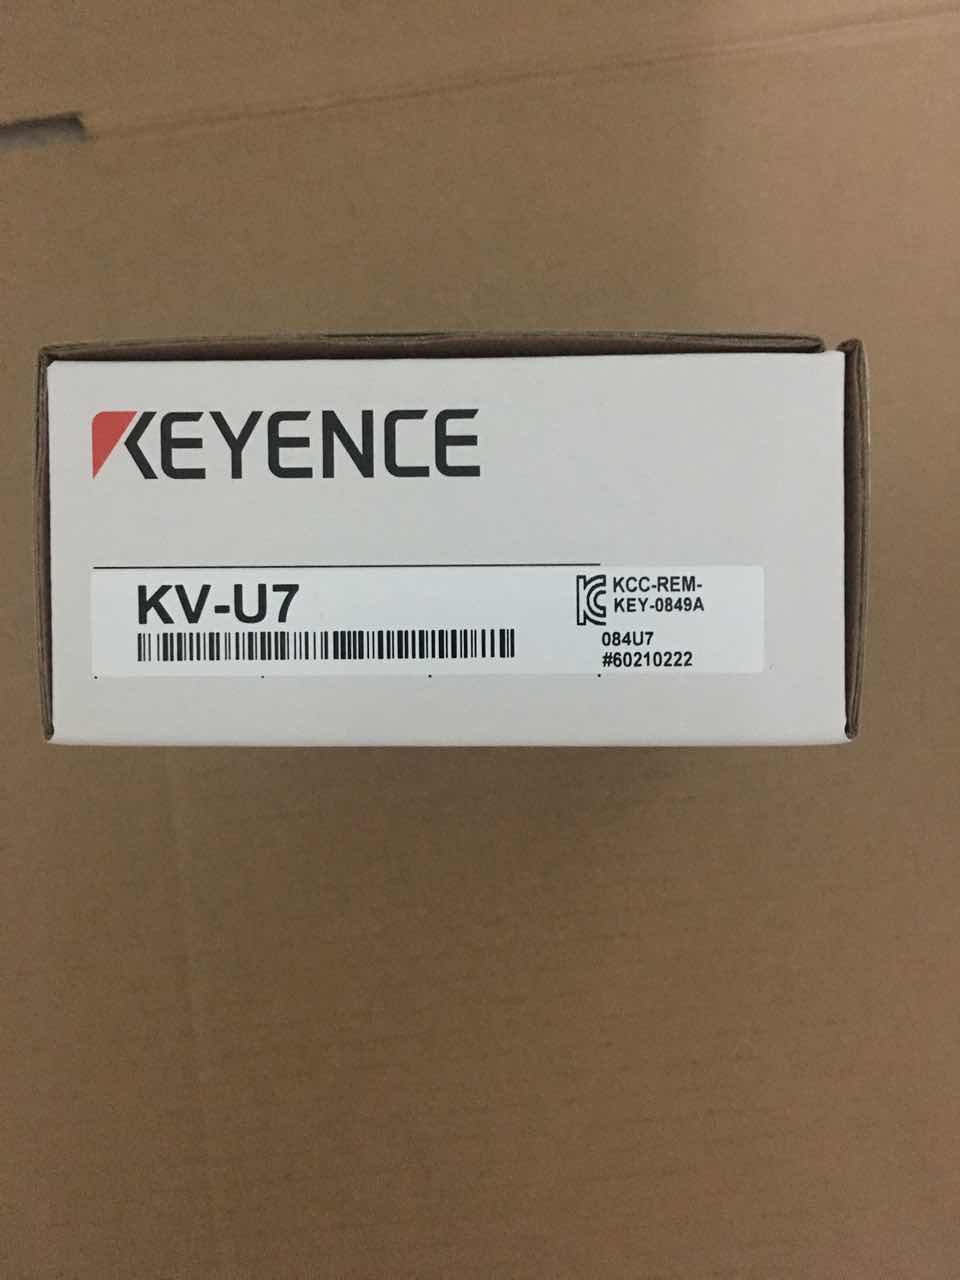 KEYENCE
KV-U7
KCC-REM-
KEY-0849A
084U7
#60210222